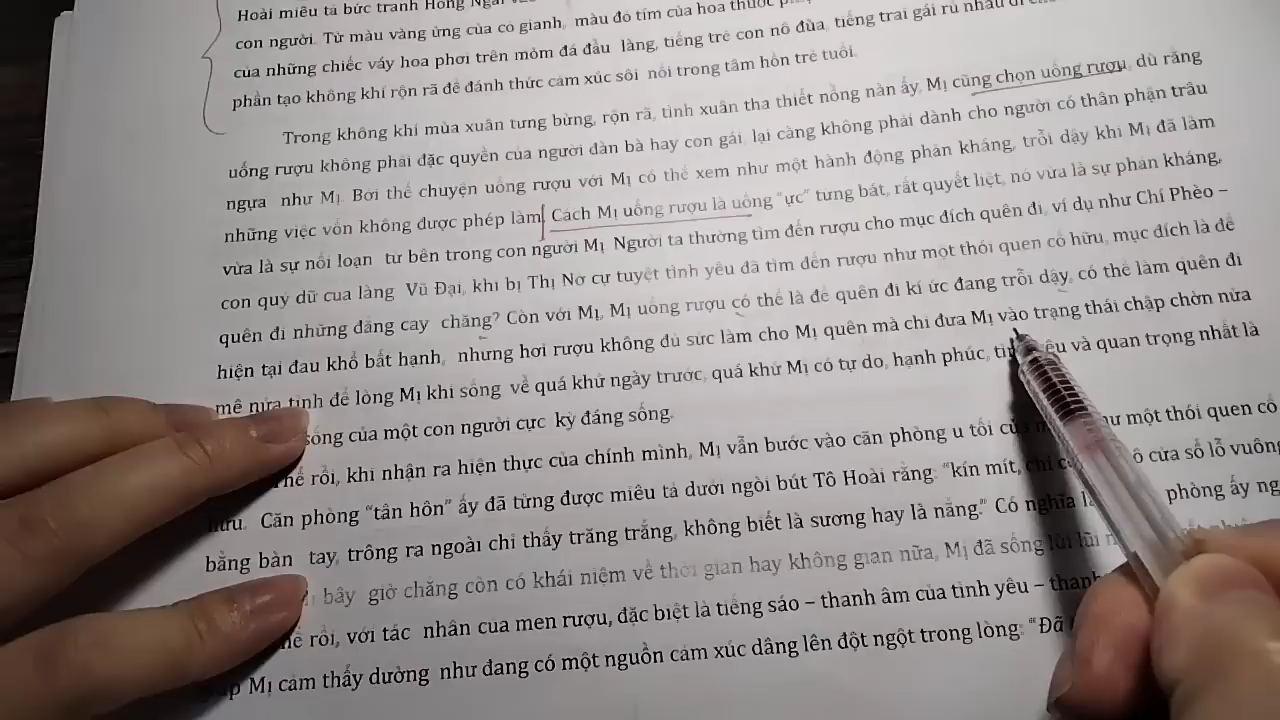 Hoài miêu tả bức tranh Hồng Ngài
con người. Từ màu vàng ửng của cỏ gianh, màu đỏ tím của hoa thuốc
của những chiếc váy hoa phơi trên mỏm đá đầu làng, tiếng trẻ con nô đùa, tiếng trai gái rủ nhau đi
phần tạo không khí rộn rã để đánh thức cảm xúc sôi nổi trong tâm hồn trẻ tuổi.
Trong không khí mùa xuân tưng bừng, rộn rã, tình xuân tha thiết nồng nàn ấy, Mị cũng chọn uống rượu, dù rằng
uống rượu không phải đặc quyền của người đàn bà hay con gái, lại càng không phải dành cho người có thân phận trâu
ngựa như Mị. Bởi thế chuyện uống rượu với Mị có thể xem như một hành động phản kháng, trỗi dậy khi Mị đã làm
những việc vốn không được phép làm. Cách Mị uống rượu là uống "ực" từng bát, rất quyết liệt, nó vừa là sự phản kháng,
vừa là sự nổi loạn từ bên trong con người Mị. Người ta thường tìm đến rượu cho mục đích quên đi, ví dụ như Chí Phèo –
con quỷ dữ của làng Vũ Đại, khi bị Thị Nở cự tuyệt tình yêu đã tìm đến rượu như một thói quen cố hữu, mục đích là để
quên đi những đắng cay chăng? Còn với Mị, Mị uống rượu có thể là để quên đi kí ức đang trỗi dậy, có thể làm quên đi
hiện tại đau khổ bất hạnh, nhưng hơi rượu không đủ sức làm cho Mị quên mà chỉ đưa Mị vào trạng thái chập chờn nửa
mê nửa tỉnh để lòng Mị khi sống về quá khứ ngày trước, quá khứ Mị có tự do, hạnh phúc, và quan trọng nhất là
sống của một con người cực kỳ đáng sống.
rồi, khi nhận ra hiện thực của chính mình, Mị vẫn bước vào căn phòng u tối như một thói quen cố
hữu. Căn phòng "tân hôn" ấy đã từng được miêu tả dưới ngòi bút Tô Hoài rằng: "kín mít, cửa sổ lỗ vuông
bằng bàn tay, trông ra ngoài chỉ thấy trăng trắng, không biết là sương hay là nắng." Có nghĩa là phòng ấy
bây giờ chẳng còn có khái niệm về thời gian hay không gian nữa, Mị đã sống lùi lũi
rồi, với tác nhân của men rượu, đặc biệt là tiếng sáo – thanh âm của tình yêu –
Mị cảm thấy dường như đang có một nguồn cảm xúc dâng lên đột ngột trong lòng: "Đã